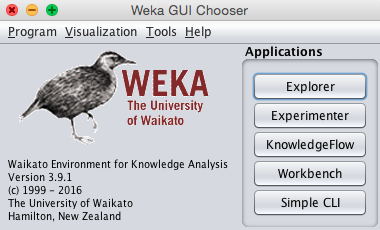 Weka GUI Chooser
Program Visualization Tools Help
WEKA
The University
of Waikato
Waikato Environment for Knowledge Analysis
Version 3.9.1
(c) 1999 – 2016
The University of Waikato
Hamilton, New Zealand
Applications
Explorer
Experimenter
KnowledgeFlow
Workbench
Simple CLI